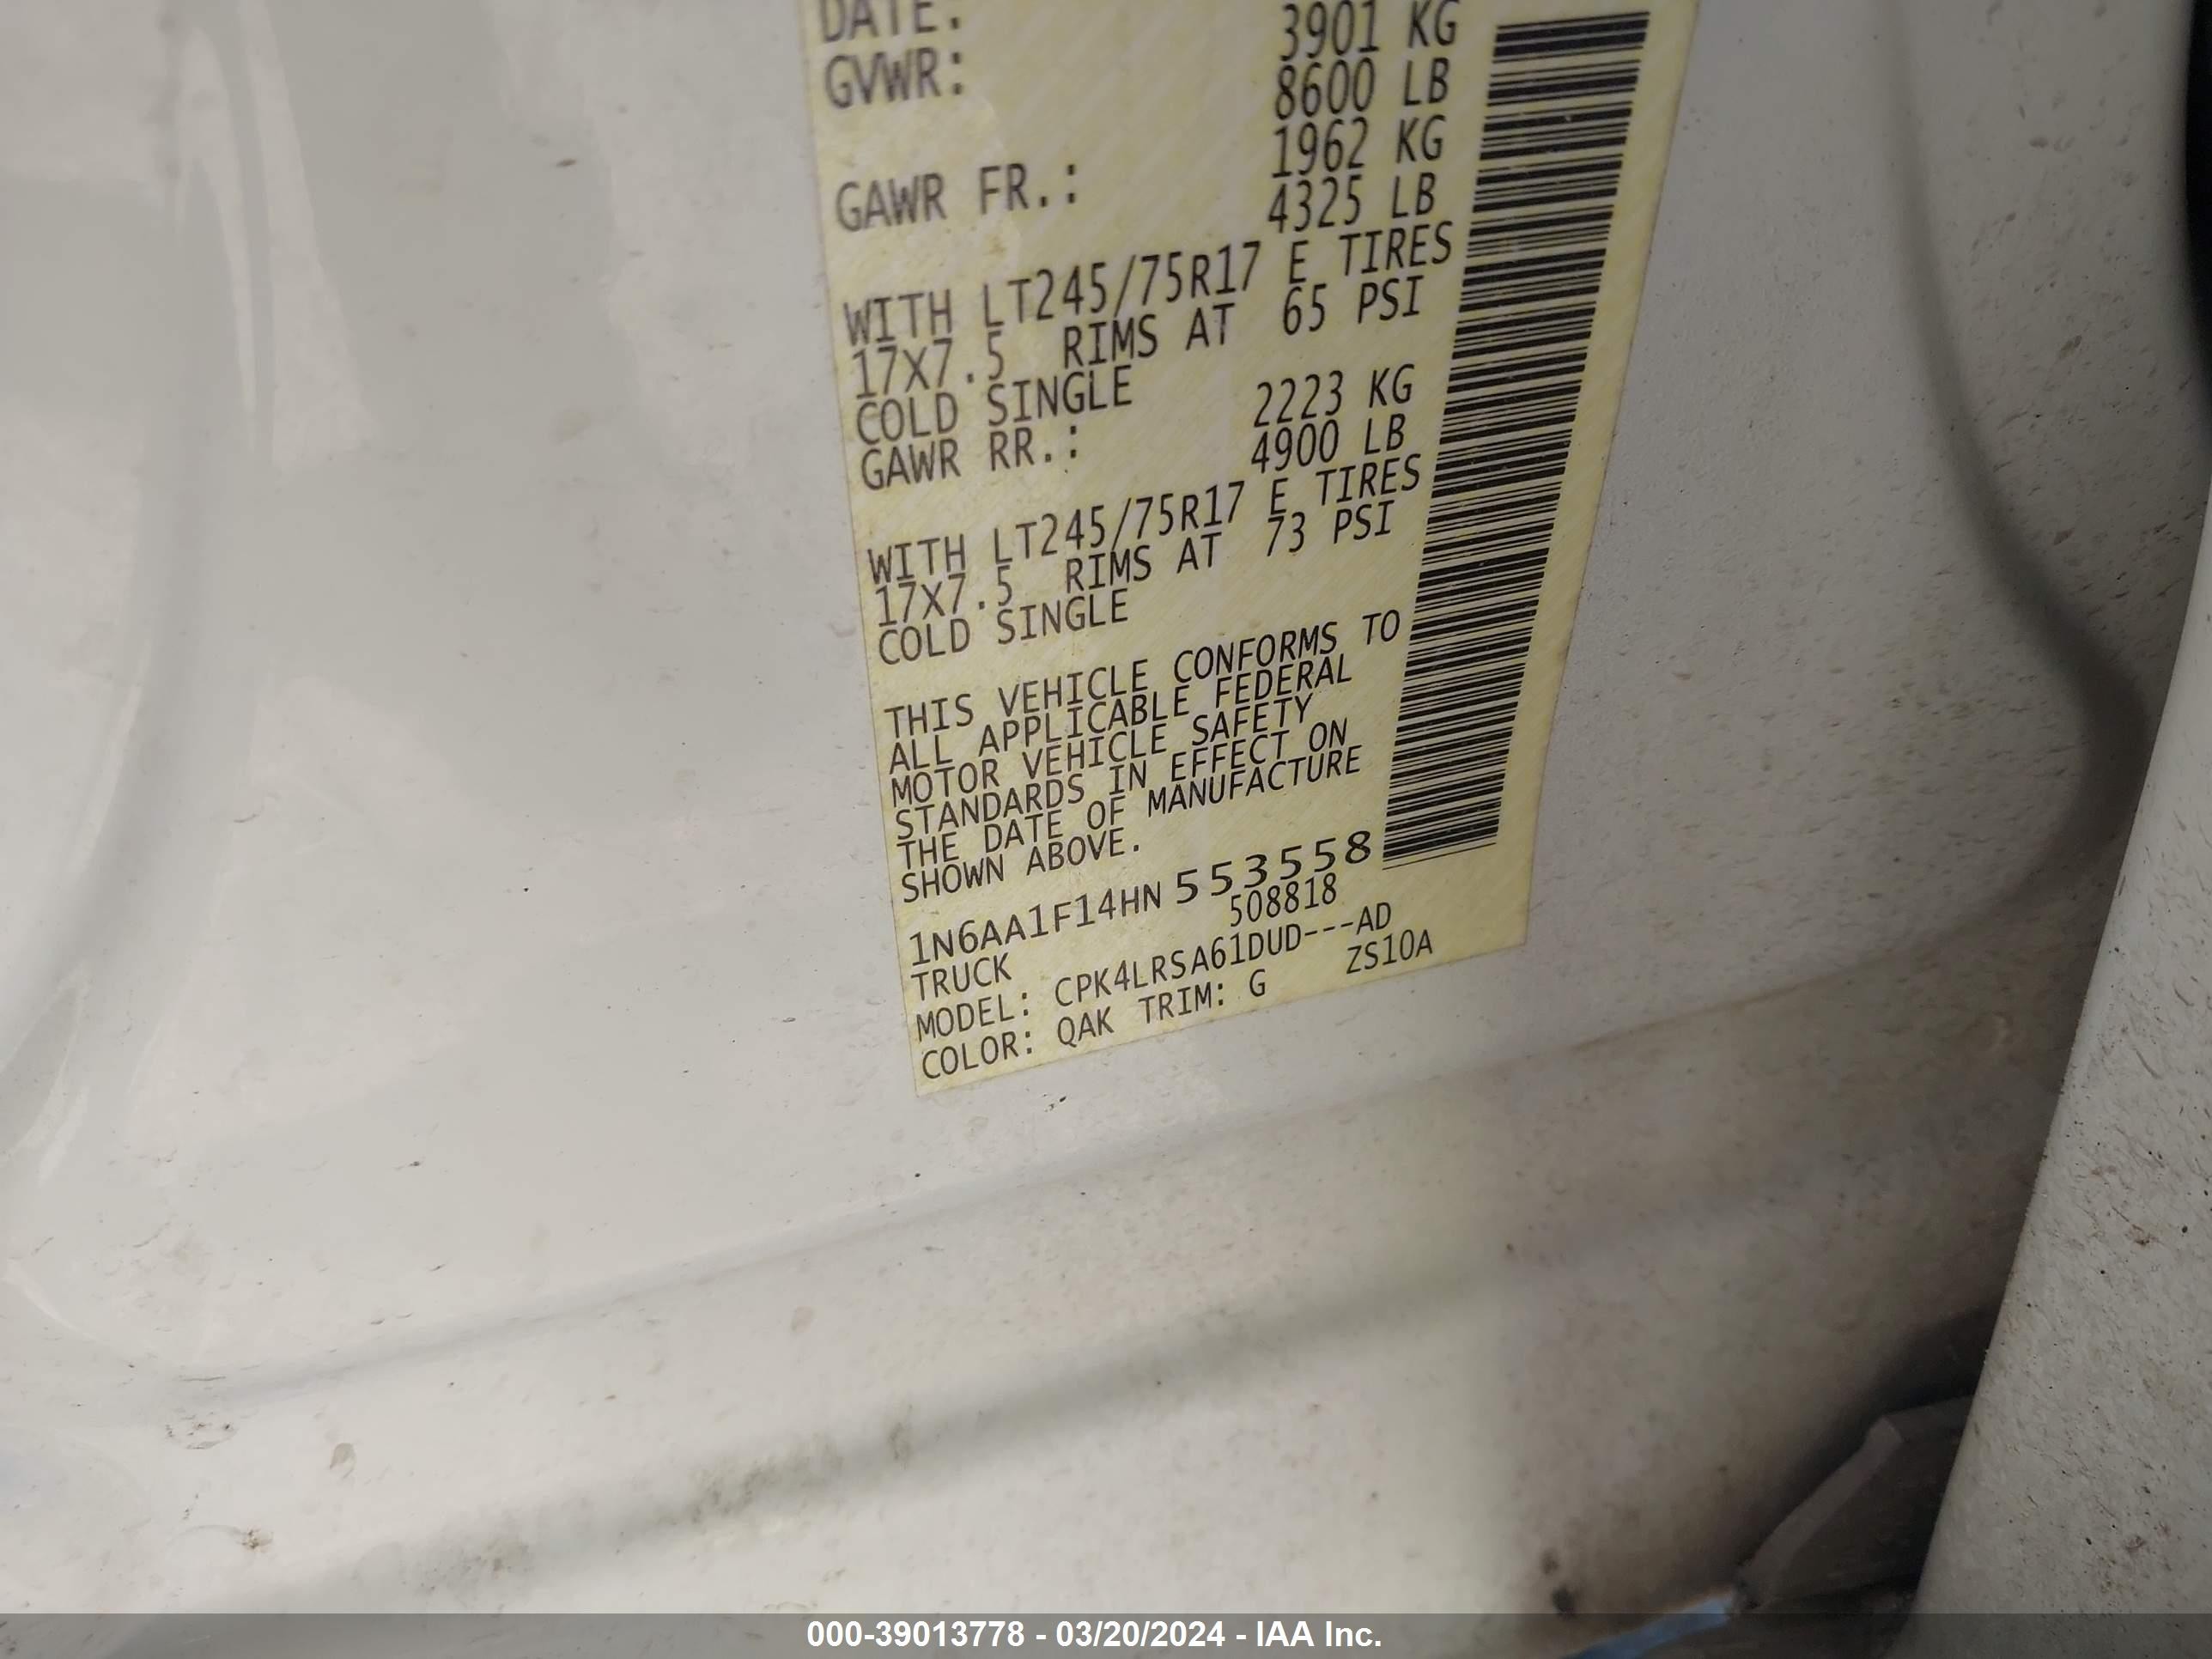 DATE:
3901 KG
GVWR:
8600 LB
1962 KG
GAWR FR.:
4325 LB
WITH LT245/75R17 E TIRES
17X7.5 RIMS AT 65 PSI
COLD SINGLE
2223 KG
GAWR RR.:
4900 LB
WITH LT245/75R17 E TIRES
17X7.5 RIMS AT 73 PSI
COLD SINGLE
THIS VEHICLE CONFORMS TO
ALL APPLICABLE FEDERAL
MOTOR VEHICLE SAFETY
STANDARDS IN EFFECT ON
THE DATE OF MANUFACTURE
SHOWN ABOVE.
1N6AA1F14HN553558
TRUCK 508818
MODEL: CPK4LRSA61DUD---AD
COLOR: QAK TRIM: G ZS10A
000-39013778 - 03/20/2024 - IAA Inc.